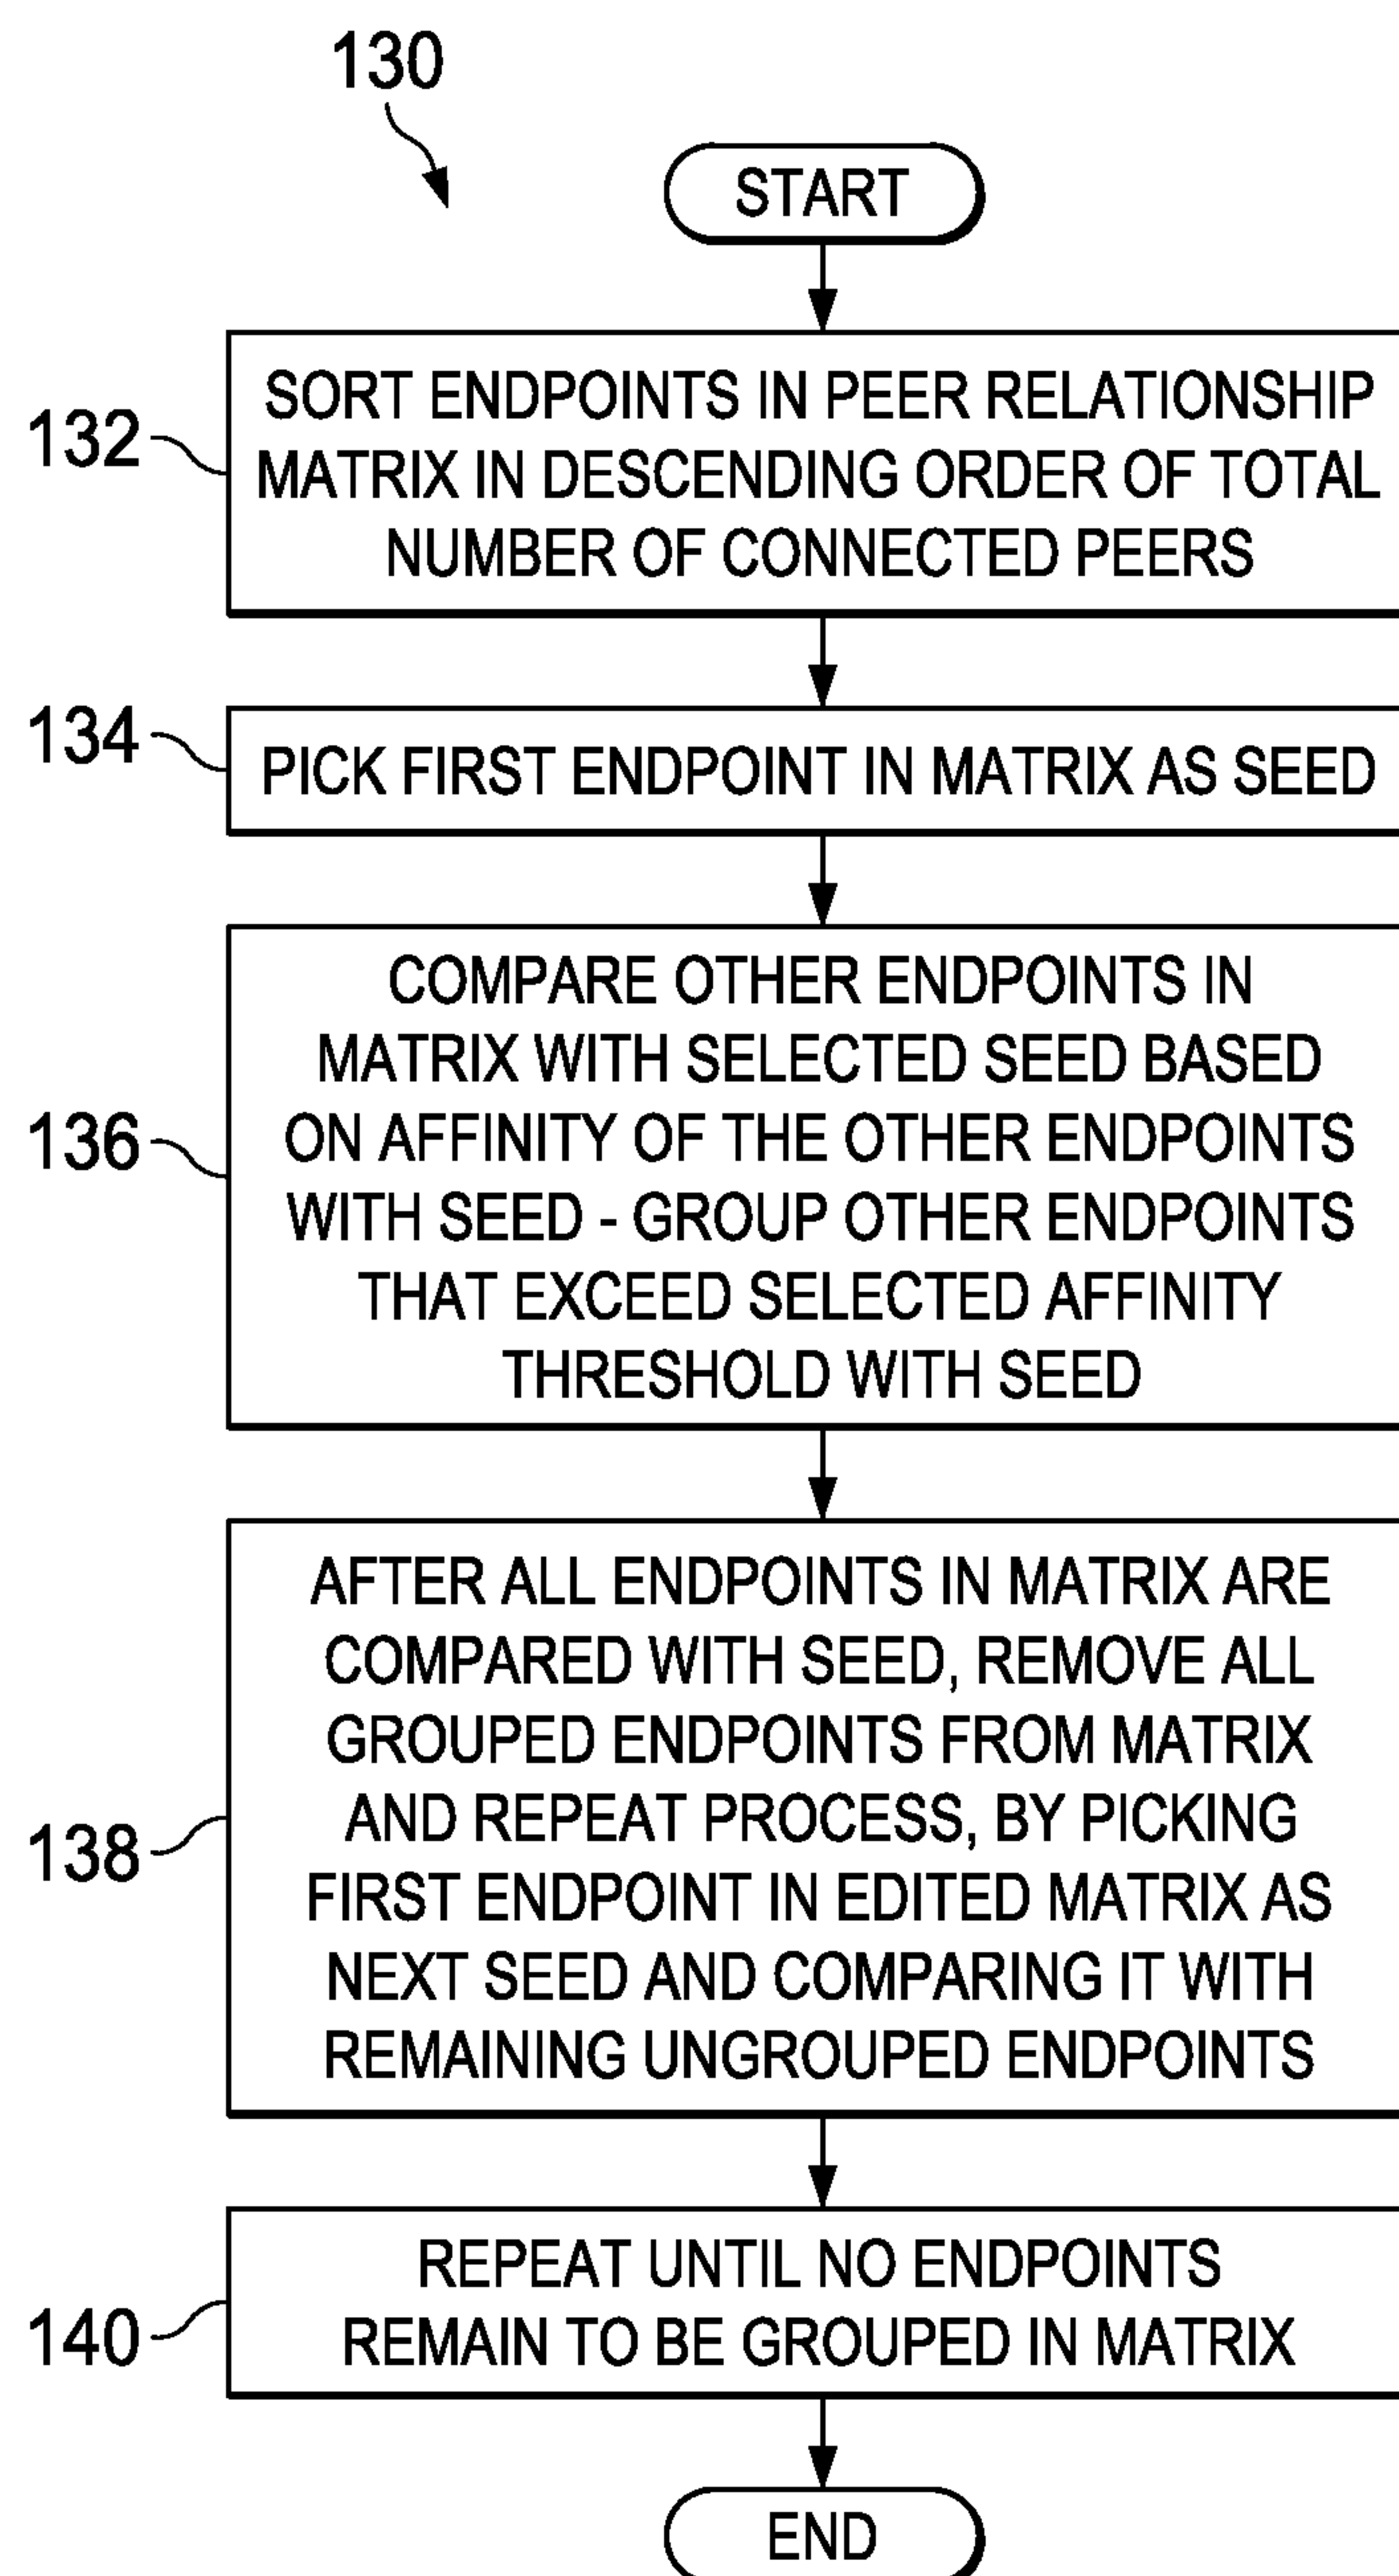 130
START
132
SORT ENDPOINTS IN PEER RELATIONSHIP
MATRIX IN DESCENDING ORDER OF TOTAL
NUMBER OF CONNECTED PEERS
134
PICK FIRST ENDPOINT IN MATRIX AS SEED
136
COMPARE OTHER ENDPOINTS IN
MATRIX WITH SELECTED SEED BASED
ON AFFINITY OF THE OTHER ENDPOINTS
WITH SEED - GROUP OTHER ENDPOINTS
THAT EXCEED SELECTED AFFINITY
THRESHOLD WITH SEED
138
AFTER ALL ENDPOINTS IN MATRIX ARE
COMPARED WITH SEED, REMOVE ALL
GROUPED ENDPOINTS FROM MATRIX
AND REPEAT PROCESS, BY PICKING
FIRST ENDPOINT IN EDITED MATRIX AS
NEXT SEED AND COMPARING IT WITH
REMAINING UNGROUPED ENDPOINTS
140
REPEAT UNTIL NO ENDPOINTS
REMAIN TO BE GROUPED IN MATRIX
END